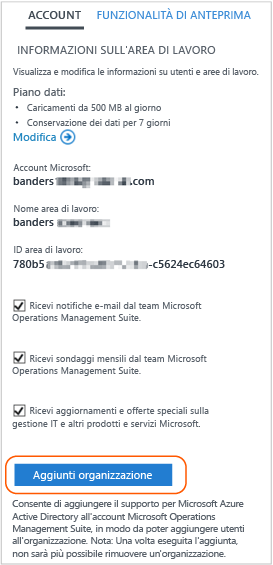 ACCOUNT FUNZIONALITÀ DI ANTEPRIMA
INFORMAZIONI SULL'AREA DI LAVORO
Visualizza e modifica le informazioni su utenti e area di lavoro.
Piano dati:
• Caricamenti da 500 MB al giorno
• Conservazione dei dati per 7 giorni
Modifica
Account Microsoft:
banders .com
Nome area di lavoro:
banders
ID area di lavoro:
780b5 -c5624ec64603
Ricevi notifiche e-mail dal team Microsoft
Operations Management Suite.
Ricevi sondaggi mensili dal team Microsoft
Operations Management Suite.
Ricevi aggiornamenti e offerte speciali sulla
gestione IT e altri prodotti e servizi Microsoft.
Aggiunti organizzazione
Consente di aggiungere il supporto per Microsoft Azure
Active Directory all'account Microsoft Operations
Management Suite, in modo da poter aggiungere utenti
all'organizzazione. Nota: Una volta eseguita l'aggiunta,
non sarà più possibile rimuovere un'organizzazione.